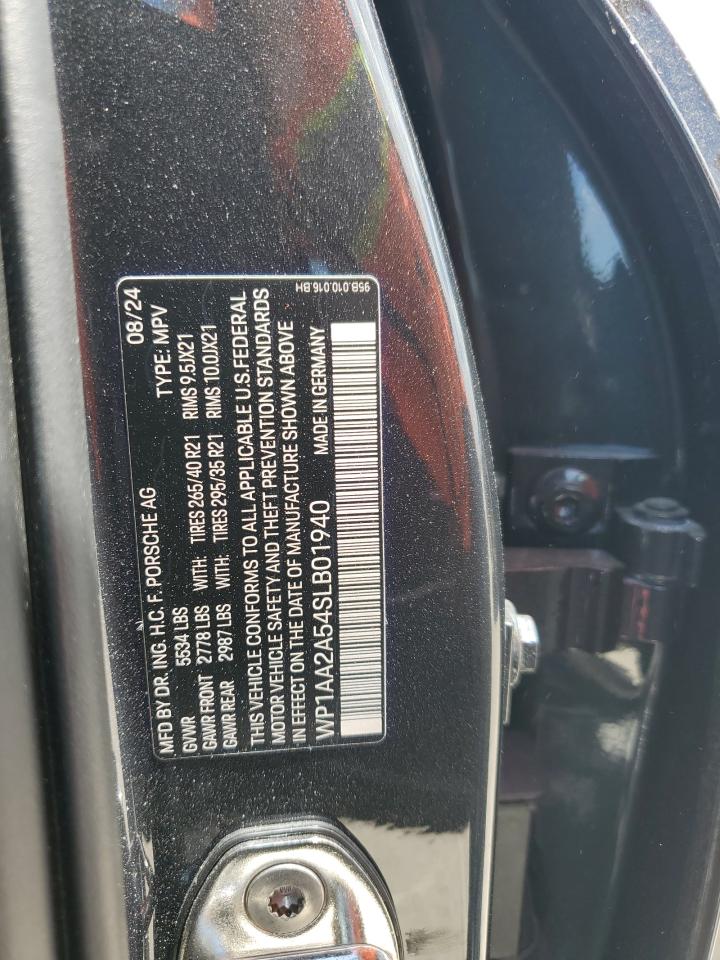 MFD BY DR. ING. H.C. F. PORSCHE AG 08/24
GVWR 5534 LBS TYPE: MPV
GAWR FRONT 2778 LBS WITH: TIRES 265/40 R21 RIMS 9.5JX21
GAWR REAR 2987 LBS WITH: TIRES 295/35 R21 RIMS 10.0JX21
THIS VEHICLE CONFORMS TO ALL APPLICABLE U.S. FEDERAL
MOTOR VEHICLE SAFETY AND THEFT PREVENTION STANDARDS
IN EFFECT ON THE DATE OF MANUFACTURE SHOWN ABOVE
WP1AA2A54SLB01940 MADE IN GERMANY
95B.010.016.BH